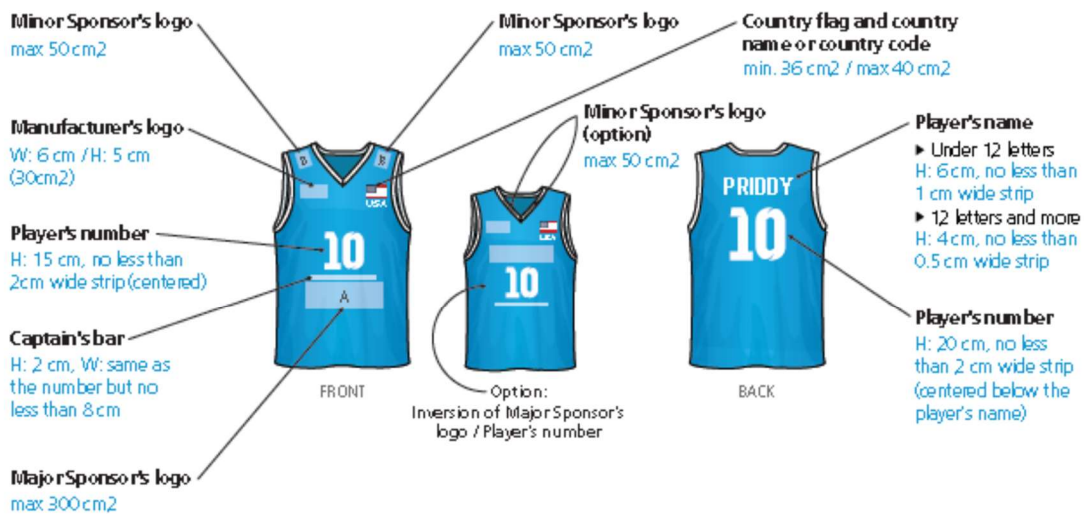 Minor Sponsor's logo
max 50 cm2
Minor Sponsor's logo
max 50 cm2
Country flag and country
name or country code
min. 36 cm2 / max 40 cm2
Manufacturer's logo
W: 6 cm / H: 5 cm
(30cm2)
Minor Sponsor's logo
(option)
max 50 cm2
Player's name
▸ Under 12 letters
H: 6 cm, no less than
1 cm wide strip
▸ 12 letters and more
H: 4 cm, no less than
0.5 cm wide strip
B
B
USA
USA
PRIDDY
10
10
10
A
Player's number
H: 15 cm, no less than
2cm wide strip (centered)
Captain's bar
H: 2 cm, W: same as
the number but no
less than 8 cm
Player's number
H: 20 cm, no less
than 2 cm wide strip
(centered below the
player's name)
FRONT
Option:
Inversion of Major Sponsor's
logo / Player's number
BACK
Major Sponsor's logo
max 300 cm2